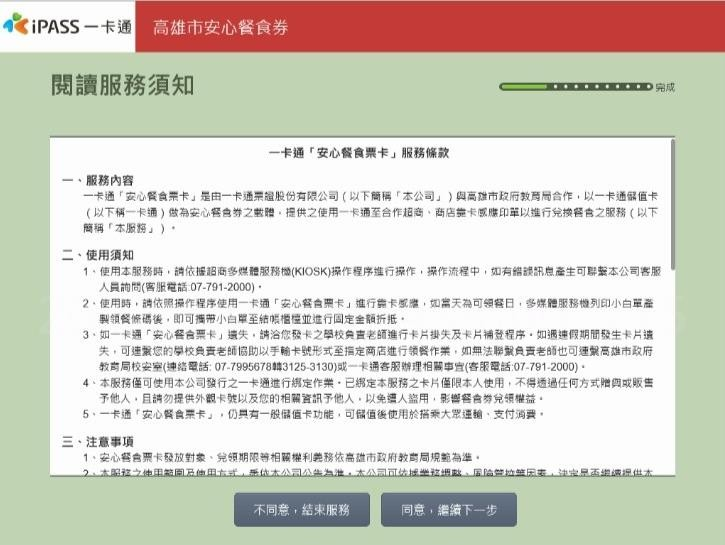 iPASS 一卡通 高雄市安心餐食券
閱讀服務須知
完成
一卡通「安心餐食票卡」服務條款
一、服務內容
一卡通「安心餐食票卡」是由一卡通票證股份有限公司（以下簡稱「本公司」）與高雄市政府教育局合作，以一卡通儲值卡
（以下稱一卡通）做為安心餐食券之載體，提供之使用一卡通至合作超商、商店靠卡感應印單以進行兌換餐食之服務（以下
簡稱「本服務」）。
二、使用須知
1、使用本服務時，請依據超商多媒體服務機(KIOSK)操作程序進行操作，操作流程中，如有錯誤訊息產生可聯繫本公司客服
人員詢問(客服電話:07-791-2000)。
2、使用時，請依照操作程序使用一卡通「安心餐食票卡」進行靠卡感應，如當天為可領餐日，多媒體服務機列印小白單產
製領餐條碼後，即可攜帶小白單至結帳櫃檯並進行固定金額折抵。
3、如一卡通「安心餐食票卡」遺失，請洽您發卡之學校負責老師進行卡片掛失及卡片補登程序。如遇連假期間發生卡片遺
失，可連繫您的學校負責老師協助以手輸卡號形式至指定商店進行領餐作業，如無法聯繫負責老師也可連繫高雄市政府
教育局校安室(連絡電話: 07-7995678轉3125-3130)或一卡通客服辦理相關事宜(客服電話:07-791-2000)。
4、本服務僅可使用本公司發行之一卡通進行綁定作業。已綁定本服務之卡片僅限本人使用，不得透過任何方式贈與或販售
予他人，且請勿提供外觀卡號以及您的相關資訊予他人，以免遭人盜用，影響餐食券兌領權益。
5、一卡通「安心餐食票卡」，仍具有一般儲值卡功能，可儲值後使用於搭乘大眾運輸、支付消費。
三、注意事項
1、安心餐食票卡發放對象、兌領期限等相關權利義務依高雄市政府教育局規範為準。
2、本服務之使用範圍及使用方式，悉依本公司公告為準。本公司可依據業務調整、風險管控等因素，決定是否繼續提供本
不同意，結束服務 同意，繼續下一步